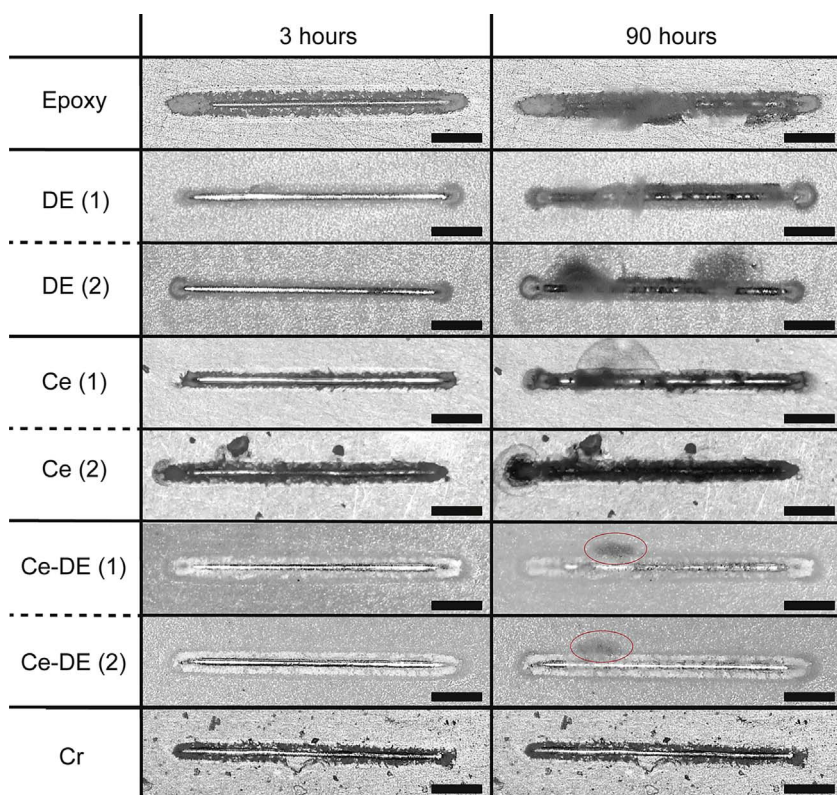 3 hours 90 hours
Epoxy
DE (1)
DE (2)
Ce (1)
Ce (2)
Ce-DE (1)
Ce-DE (2)
Cr